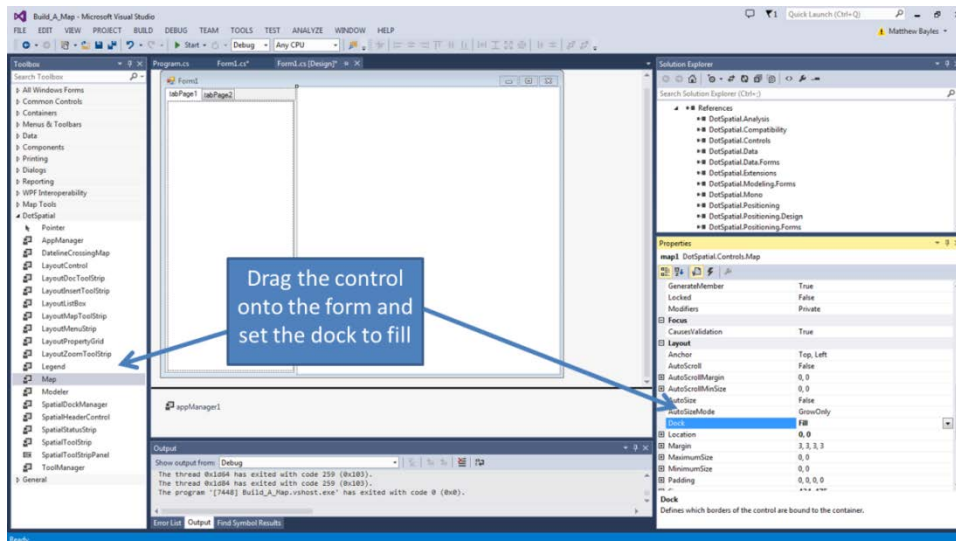 Build_A_Map - Microsoft Visual Studio
Quick Launch (Ctrl+Q)
FILE EDIT VIEW PROJECT BUILD DEBUG TEAM TOOLS TEST ANALYZE WINDOW HELP
Matthew Bayles
Start Debug Any CPU
Toolbox
Search Toolbox
All Windows Forms
Common Controls
Containers
Menus & Toolbars
Data
Components
Printing
Dialogs
Reporting
WPF Interoperability
Map Tools
DotSpatial
Pointer
AppManager
DatelineCrossingMap
LayoutControl
LayoutDocToolStrip
LayoutInsertToolStrip
LayoutListBox
LayoutMapToolStrip
LayoutMenuStrip
LayoutPropertyGrid
LayoutZoomToolStrip
Legend
Map
Modeler
SpatialDockManager
SpatialHeaderControl
SpatialStatusStrip
SpatialToolStrip
SpatialToolStripPanel
ToolManager
General
Program.cs Form1.cs* Form1.cs [Design]*
Form1
tabPage1 tabPage2
Drag the control
onto the form and
set the dock to fill
appManager1
Output
Show output from: Debug
The thread 0x1d64 has exited with code 259 (0x103).
The thread 0x1d84 has exited with code 259 (0x103).
The program '[7448] Build_A_Map.vshost.exe' has exited with code 0 (0x0).
Error List Output Find Symbol Results
Ready
Solution Explorer
Search Solution Explorer (Ctrl+;)
References
DotSpatial.Analysis
DotSpatial.Compatibility
DotSpatial.Controls
DotSpatial.Data
DotSpatial.Data.Forms
DotSpatial.Extensions
DotSpatial.Modeling.Forms
DotSpatial.Mono
DotSpatial.Positioning
DotSpatial.Positioning.Design
DotSpatial.Positioning.Forms
Properties
map1 DotSpatial.Controls.Map
GenerateMember True
Locked False
Modifiers Private
Focus
CausesValidation True
Layout
Anchor Top, Left
AutoScroll False
AutoScrollMargin 0, 0
AutoScrollMinSize 0, 0
AutoSize False
AutoSizeMode GrowOnly
Dock Fill
Location 0, 0
Margin 3, 3, 3, 3
MaximumSize 0, 0
MinimumSize 0, 0
Padding 0, 0, 0, 0
Dock
Defines which borders of the control are bound to the container.